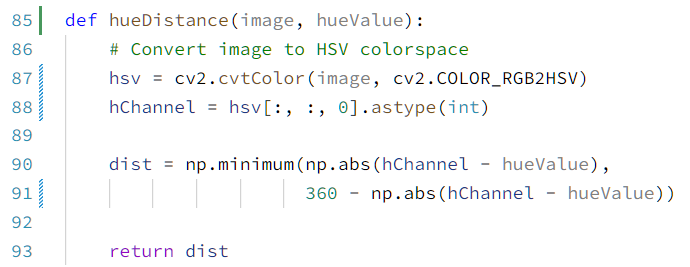 85 def hueDistance(image, hueValue):
86     # Convert image to HSV colorspace
87     hsv = cv2.cvtColor(image, cv2.COLOR_RGB2HSV)
88     hChannel = hsv[:, :, 0].astype(int)
89
90     dist = np.minimum(np.abs(hChannel - hueValue),
91                       360 - np.abs(hChannel - hueValue))
92
93     return dist